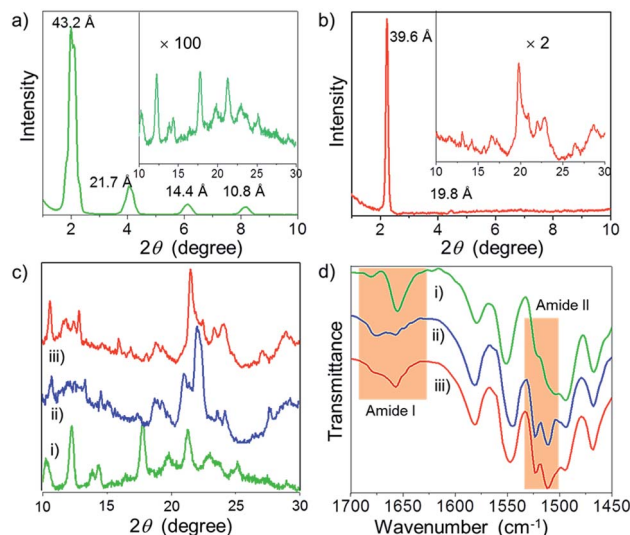 a)
43.2 Å
× 100
10 15 20 25 30
21.7 Å
14.4 Å
10.8 Å
Intensity
2 4 6 8 10
2θ (degree)
b)
39.6 Å
× 2
10 15 20 25 30
19.8 Å
Intensity
2 4 6 8 10
2θ (degree)
c)
iii)
ii)
i)
Intensity
10 15 20 25 30
2θ (degree)
d)
i)
Amide II
ii)
iii)
Amide I
Transmittance
1700 1650 1600 1550 1500 1450
Wavenumber (cm⁻¹)